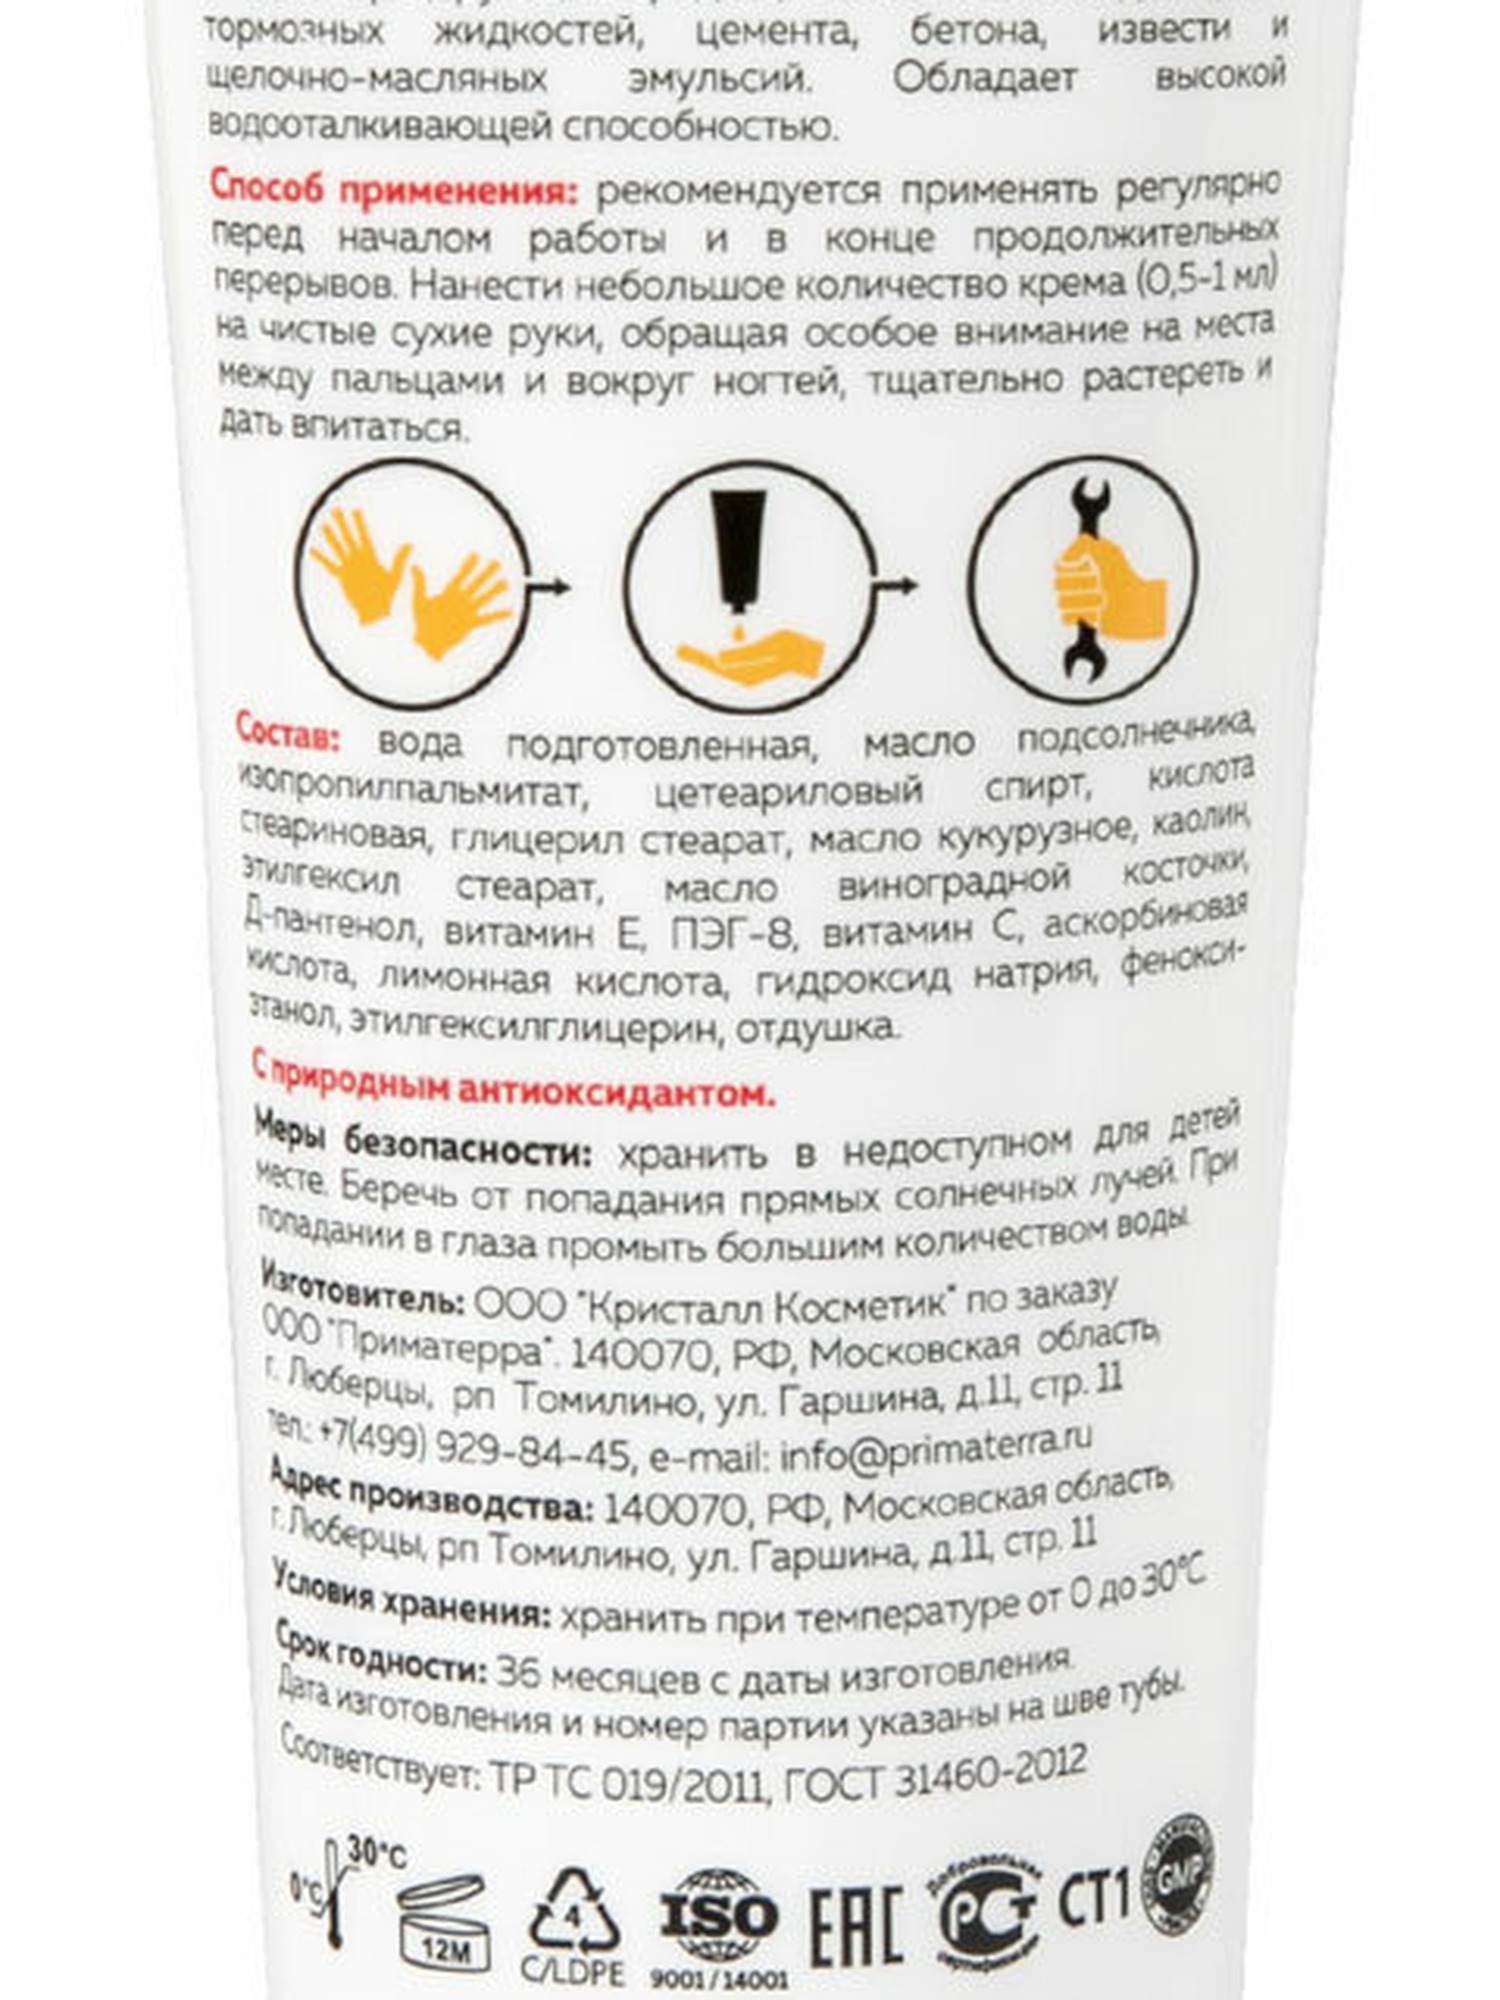 тормозных жидкостей, цемента, бетона, извести и
щелочно-масляных эмульсий. Обладает высокой
водооталкивающей способностью.
Способ применения: рекомендуется применять регулярно
перед началом работы и в конце продолжительных
перерывов. Нанести небольшое количество крема (0,5-1 мл)
на чистые сухие руки, обращая особое внимание на места
между пальцами и вокруг ногтей, тщательно растереть и
дать впитаться.
Состав: вода подготовленная, масло подсолнечника,
изопропилпальмитат, цетеариловый спирт, кислота
стеариновая, глицерил стеарат, масло кукурузное, каолин,
этилгексил стеарат, масло виноградной косточки,
Д-пантенол, витамин Е, ПЭГ-8, витамин С, аскорбиновая
кислота, лимонная кислота, гидроксид натрия, фенокси-
этанол, этилгексилглицерин, отдушка.
С природным антиоксидантом.
Меры безопасности: хранить в недоступном для детей
месте. Беречь от попадания прямых солнечных лучей. При
попадании в глаза промыть большим количеством воды.
Изготовитель: ООО "Кристалл Косметик" по заказу
ООО "Приматерра". 140070, РФ, Московская область,
г. Люберцы, рп Томилино, ул. Гаршина, д.11, стр. 11
тел.: +7(499) 929-84-45, e-mail: info@primaterra.ru
Адрес производства: 140070, РФ, Московская область,
г. Люберцы, рп Томилино, ул. Гаршина, д.11, стр. 11
Условия хранения: хранить при температуре от 0 до 30°С
Срок годности: 36 месяцев с даты изготовления.
Дата изготовления и номер партии указаны на шве тубы.
Соответствует: ТР ТС 019/2011, ГОСТ 31460-2012
30°C
0°C
12М
4
C/LDPE
ISO
9001/14001
ЕАС
Добровольная
РСТ
сертификация
СТ1
GMP